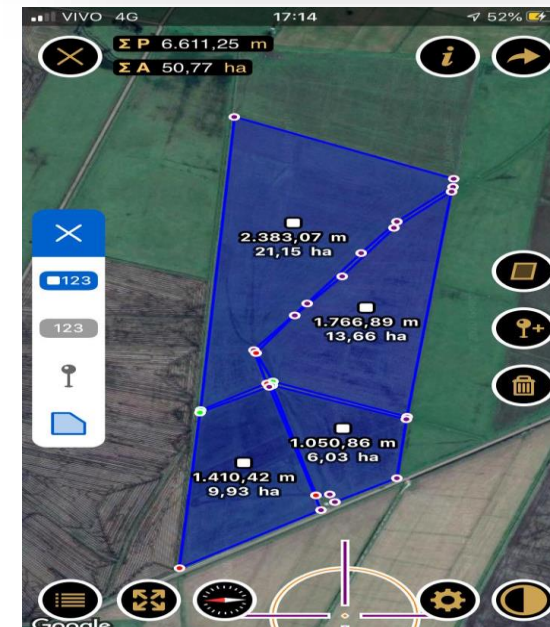 VIVO 4G 17:14 52%
Σ P 6.611,25 m
Σ A 50,77 ha
i
2.383,07 m
21,15 ha
123
123
1.766,89 m
13,66 ha
1.050,86 m
6,03 ha
1.410,42 m
9,93 ha
Google